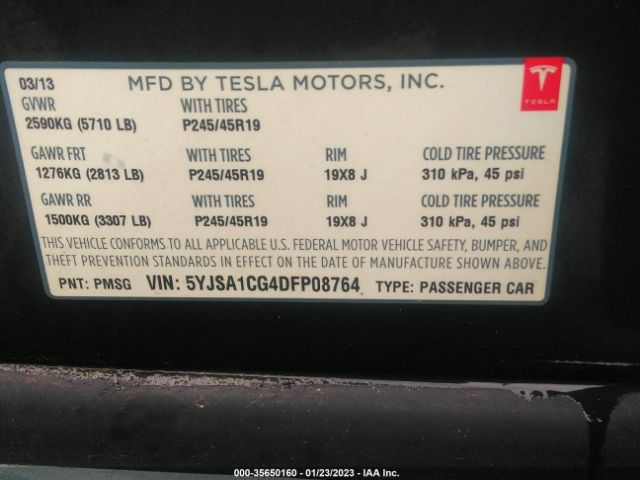 03/13 MFD BY TESLA MOTORS, INC.
TESLA
GVWR WITH TIRES
2590KG (5710 LB) P245/45R19
GAWR FRT WITH TIRES RIM COLD TIRE PRESSURE
1276KG (2813 LB) P245/45R19 19X8 J 310 kPa, 45 psi
GAWR RR WITH TIRES RIM COLD TIRE PRESSURE
1500KG (3307 LB) P245/45R19 19X8 J 310 kPa, 45 psi
THIS VEHICLE CONFORMS TO ALL APPLICABLE U.S. FEDERAL MOTOR VEHICLE SAFETY, BUMPER, AND
THEFT PREVENTION STANDARDS IN EFFECT ON THE DATE OF MANUFACTURE SHOWN ABOVE.
PNT: PMSG VIN: 5YJSA1CG4DFP08764 TYPE: PASSENGER CAR
000-35650160 - 01/23/2023 - IAA Inc.